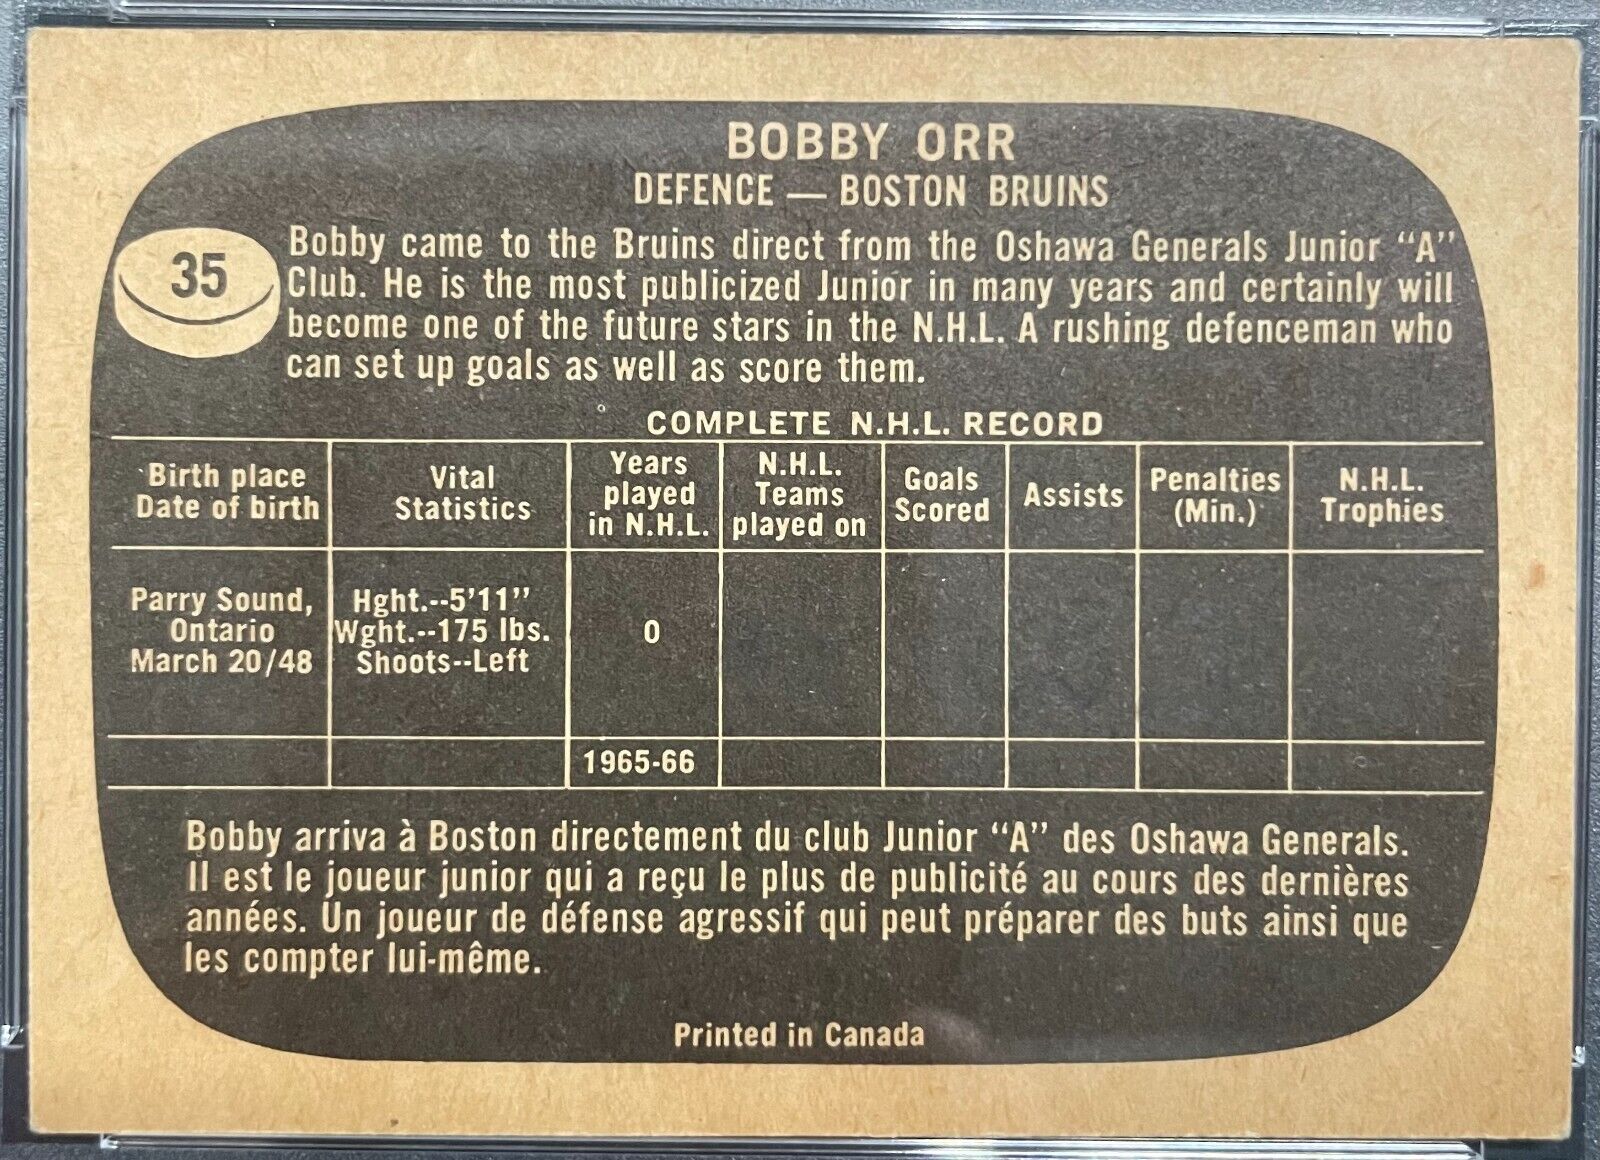 BOBBY ORR
DEFENCE — BOSTON BRUINS
35
Bobby came to the Bruins direct from the Oshawa Generals Junior “A”
Club. He is the most publicized Junior in many years and certainly will
become one of the future stars in the N.H.L. A rushing defenceman who
can set up goals as well as score them.
COMPLETE N.H.L. RECORD
Birth place
Date of birth
Vital
Statistics
Years
played
in N.H.L.
N.H.L.
Teams
played on
Goals
Scored
Assists
Penalties
(Min.)
N.H.L.
Trophies
Parry Sound,
Ontario
March 20/48
Hght.--5'11’’
Wght.--175 lbs.
Shoots--Left
0
1965-66
Bobby arriva à Boston directement du club Junior “A” des Oshawa Generals.
Il est le joueur junior qui a reçu le plus de publicité au cours des dernières
années. Un joueur de défense agressif qui peut préparer des buts ainsi que
les compter lui-même.
Printed in Canada